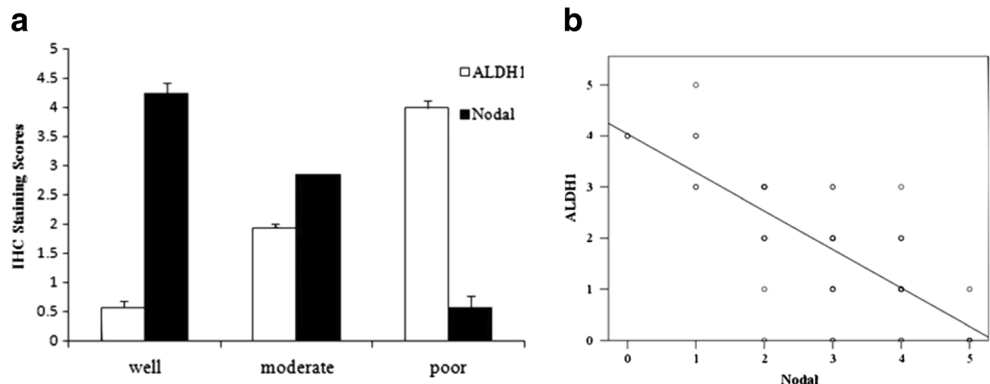 a
5
4.5
4
3.5
3
2.5
2
1.5
1
0.5
0
IHC Staining Scores
well
moderate
poor
ALDH1
Nodal
b
5
4
3
2
1
0
ALDH1
0 1 2 3 4 5
Nodal